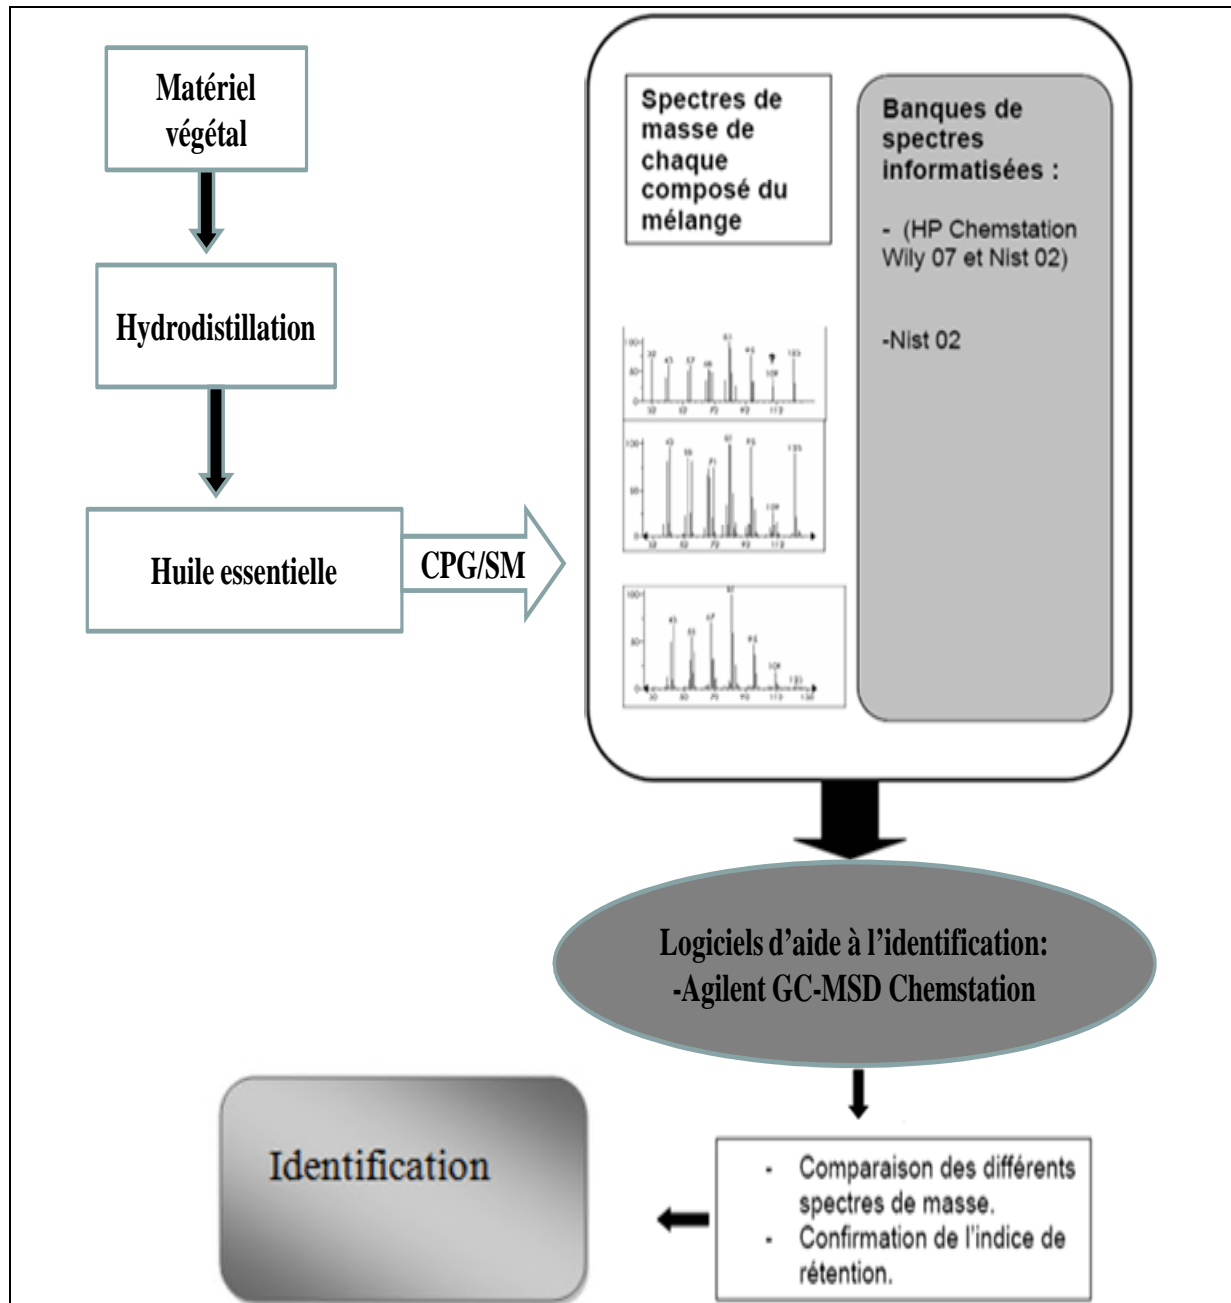 Matériel
végétal
Hydrodistillation
Huile essentielle
CPG/SM
Spectres de
masse de
chaque
composé du
mélange
Banques de
spectres
informatisées :
- (HP Chemstation
Wily 07 et Nist 02)
-Nist 02
Logiciels d’aide à l’identification:
-Agilent GC-MSD Chemstation
- Comparaison des différents
spectres de masse.
- Confirmation de l'indice de
rétention.
Identification